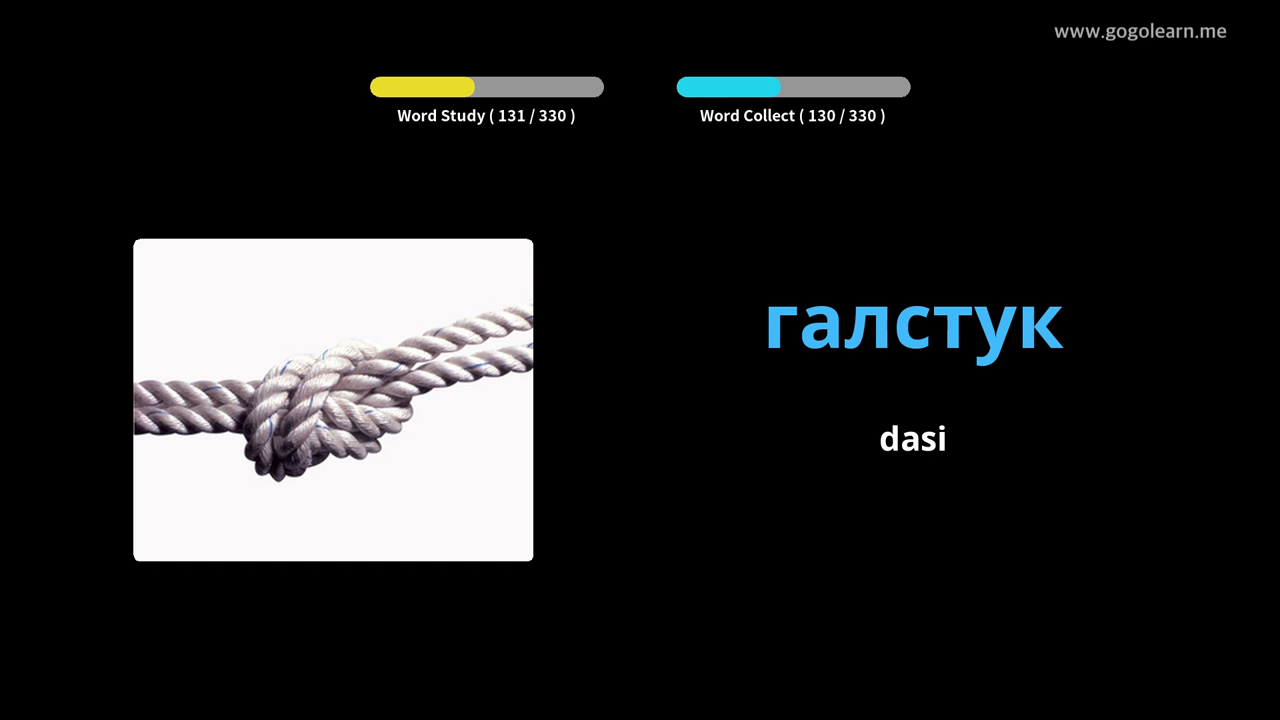 www.gogolearn.me
Word Study ( 131 / 330 )
Word Collect ( 130 / 330 )
галстук
dasi